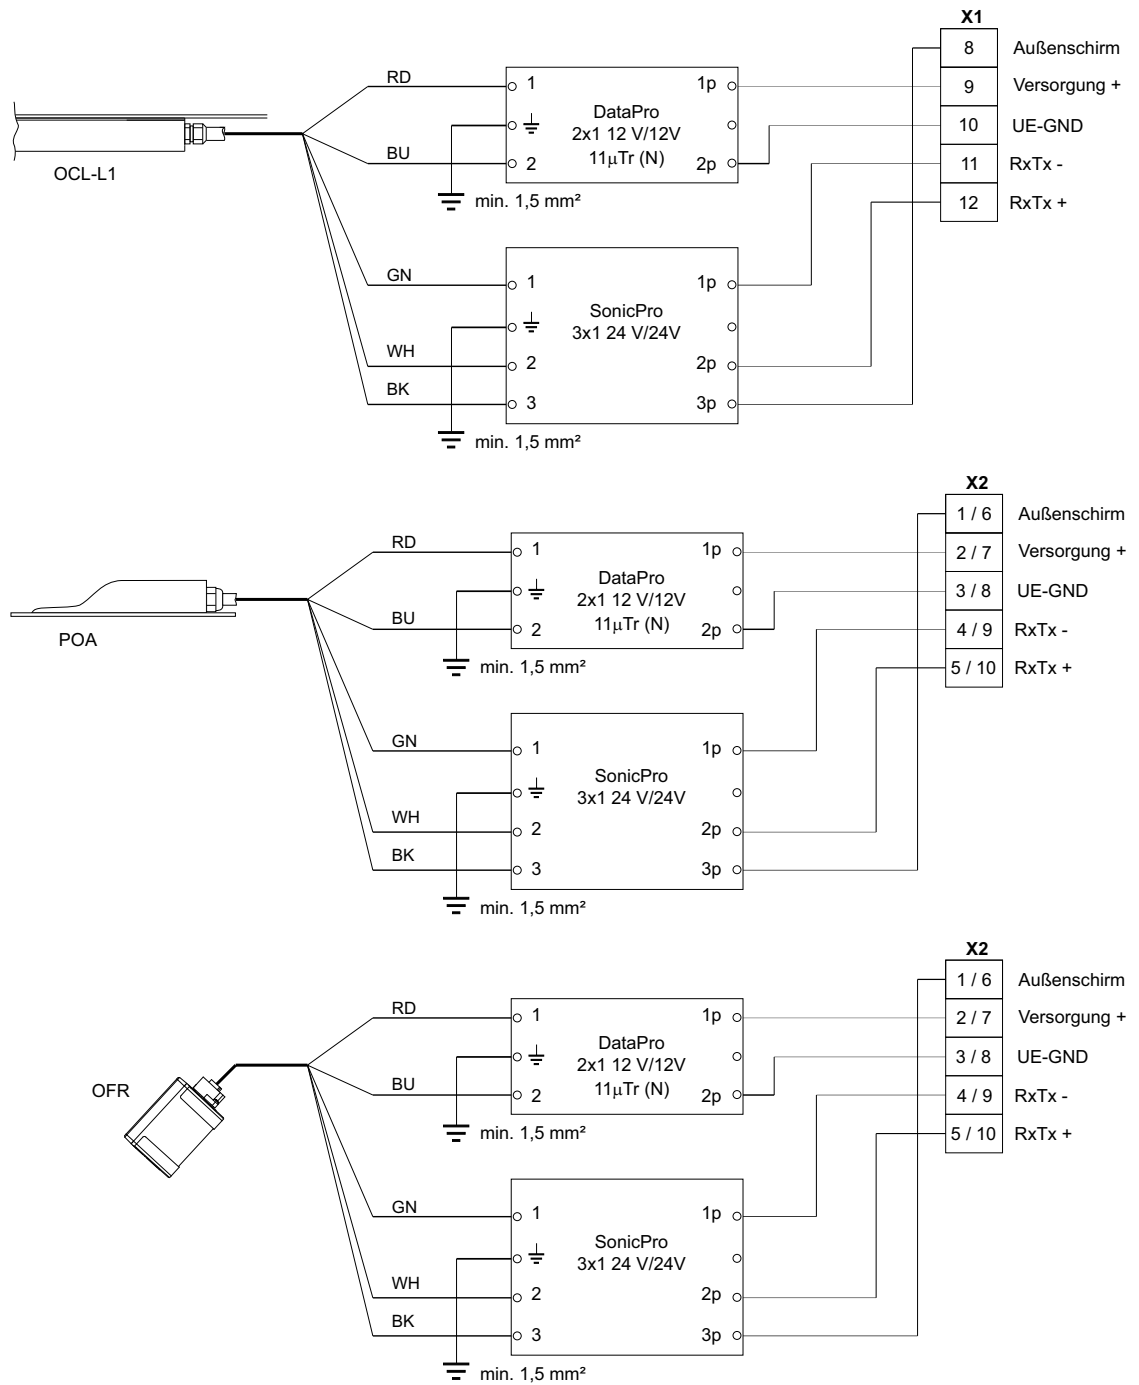 X1
8 Außenschirm
RD 1 1p 9 Versorgung +
DataPro
2x1 12 V/12V
10 UE-GND
11µTr (N)
BU 2 2p 11 RxTx -
OCL-L1
min. 1,5 mm²
12 RxTx +
GN 1 1p
SonicPro
3x1 24 V/24V
WH 2 2p
BK 3 3p
min. 1,5 mm²
X2
1 / 6 Außenschirm
RD 1 1p 2 / 7 Versorgung +
DataPro
2x1 12 V/12V
3 / 8 UE-GND
11µTr (N)
BU 2 2p 4 / 9 RxTx -
POA
min. 1,5 mm²
5 / 10 RxTx +
GN 1 1p
SonicPro
3x1 24 V/24V
WH 2 2p
BK 3 3p
min. 1,5 mm²
X2
1 / 6 Außenschirm
RD 1 1p 2 / 7 Versorgung +
DataPro
2x1 12 V/12V
3 / 8 UE-GND
11µTr (N)
OFR
BU 2 2p 4 / 9 RxTx -
min. 1,5 mm²
5 / 10 RxTx +
GN 1 1p
SonicPro
3x1 24 V/24V
WH 2 2p
BK 3 3p
min. 1,5 mm²